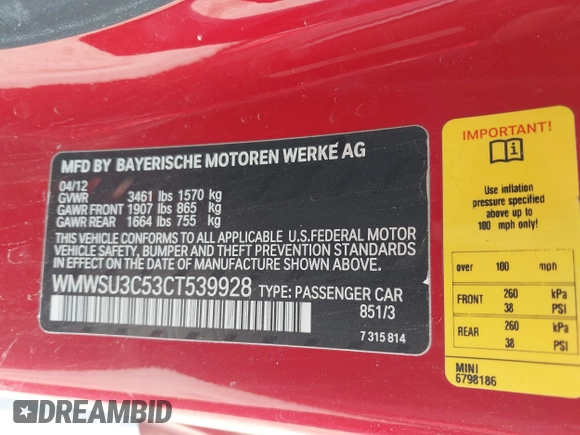 MFD BY BAYERISCHE MOTOREN WERKE AG
04/12
GVWR 3461 lbs 1570 kg
GAWR FRONT 1907 lbs 865 kg
GAWR REAR 1664 lbs 755 kg
THIS VEHICLE CONFORMS TO ALL APPLICABLE U.S.FEDERAL MOTOR
VEHICLE SAFETY, BUMPER AND THEFT PREVENTION STANDARDS
IN EFFECT ON THE DATE OF MANUFACTURE SHOWN ABOVE.
WMWSU3C53CT539928 TYPE: PASSENGER CAR
851/3
7 315 814
IMPORTANT!
Use inflation
pressure specified
above for up to
100 mph only!
over 100 mph
FRONT 260 kPa
38 PSI
REAR 260 kPa
38 PSI
MINI
6798186
DREAMBID